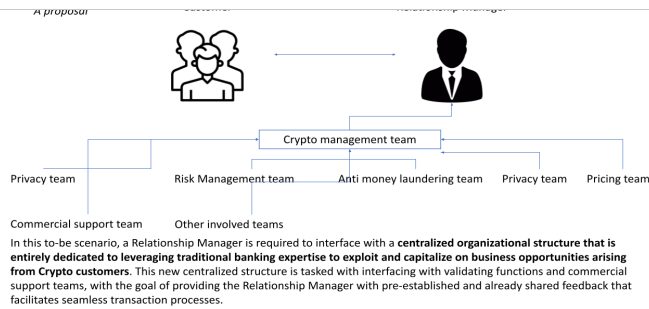 A proposal
Customer
Relationship Manager
Crypto management team
Privacy team
Risk Management team
Anti money laundering team
Privacy team
Pricing team
Commercial support team
Other involved teams
In this to-be scenario, a Relationship Manager is required to interface with a centralized organizational structure that is
entirely dedicated to leveraging traditional banking expertise to exploit and capitalize on business opportunities arising
from Crypto customers. This new centralized structure is tasked with interfacing with validating functions and commercial
support teams, with the goal of providing the Relationship Manager with pre-established and already shared feedback that
facilitates seamless transaction processes.